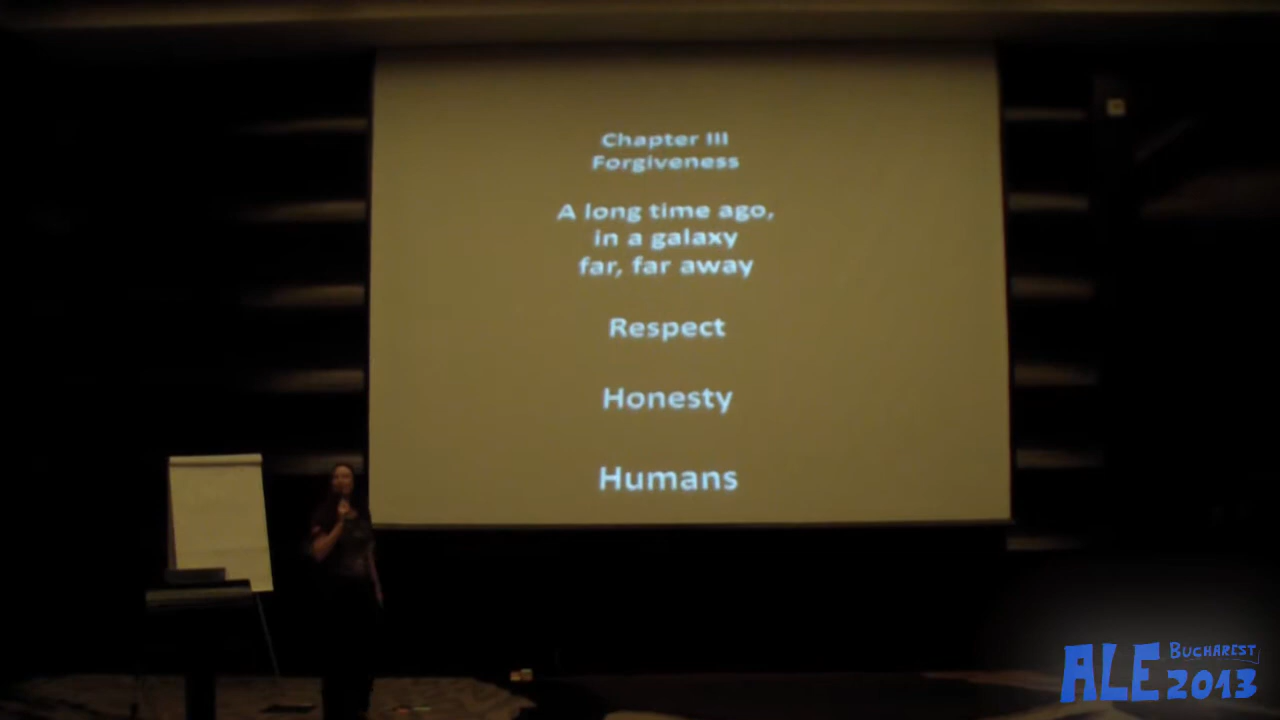 Chapter III
Forgiveness
A long time ago,
in a galaxy
far, far away
Respect
Honesty
Humans
ALE BUCHAREST
2013